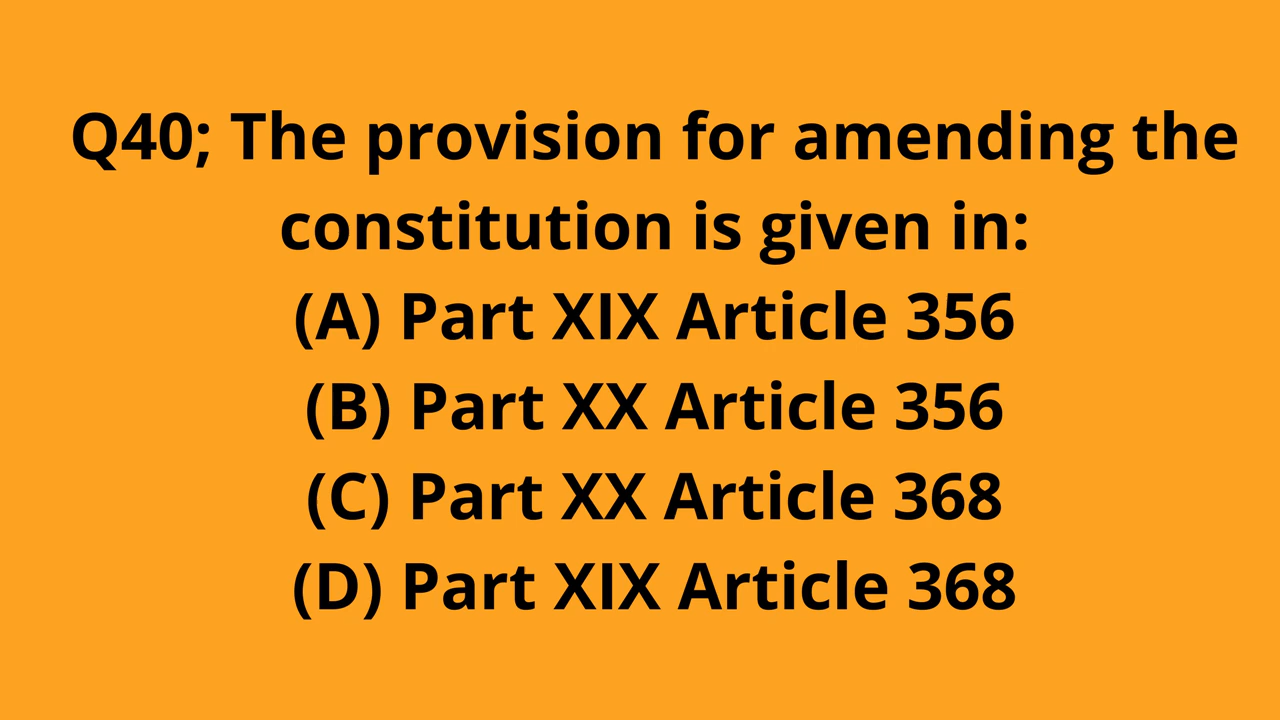 Q40; The provision for amending the
constitution is given in:
(A) Part XIX Article 356
(B) Part XX Article 356
(C) Part XX Article 368
(D) Part XIX Article 368